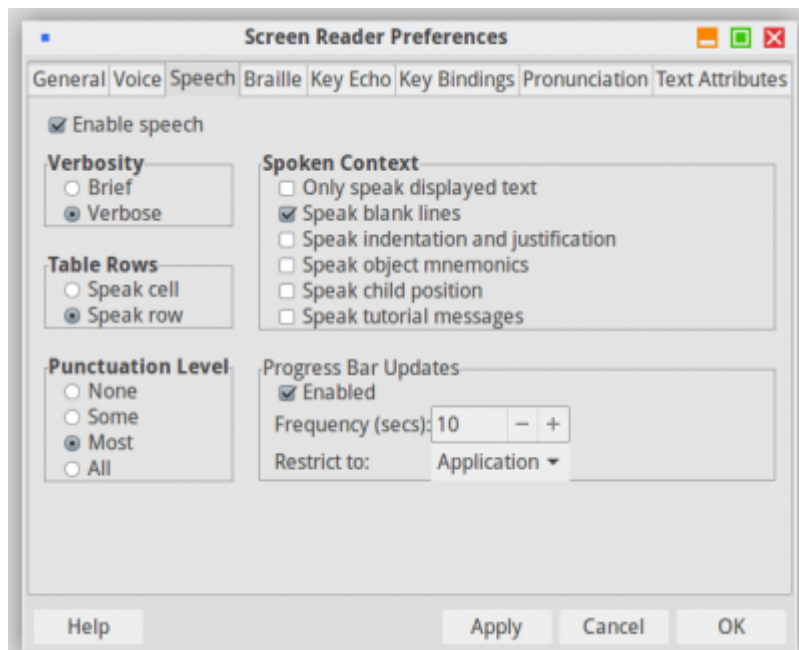 Screen Reader Preferences
General Voice Speech Braille Key Echo Key Bindings Pronunciation Text Attributes
Enable speech
Verbosity
Brief
Verbose
Table Rows
Speak cell
Speak row
Punctuation Level
None
Some
Most
All
Spoken Context
Only speak displayed text
Speak blank lines
Speak indentation and justification
Speak object mnemonics
Speak child position
Speak tutorial messages
Progress Bar Updates
Enabled
Frequency (secs): 10 − +
Restrict to: Application
Help Apply Cancel OK